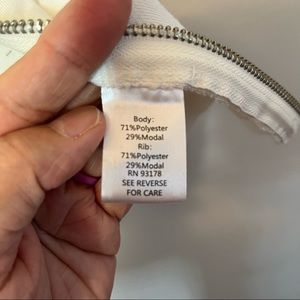 Body:
71%Polyester
29%Modal
Rib:
71%Polyester
29%Modal
RN 93178
SEE REVERSE
FOR CARE